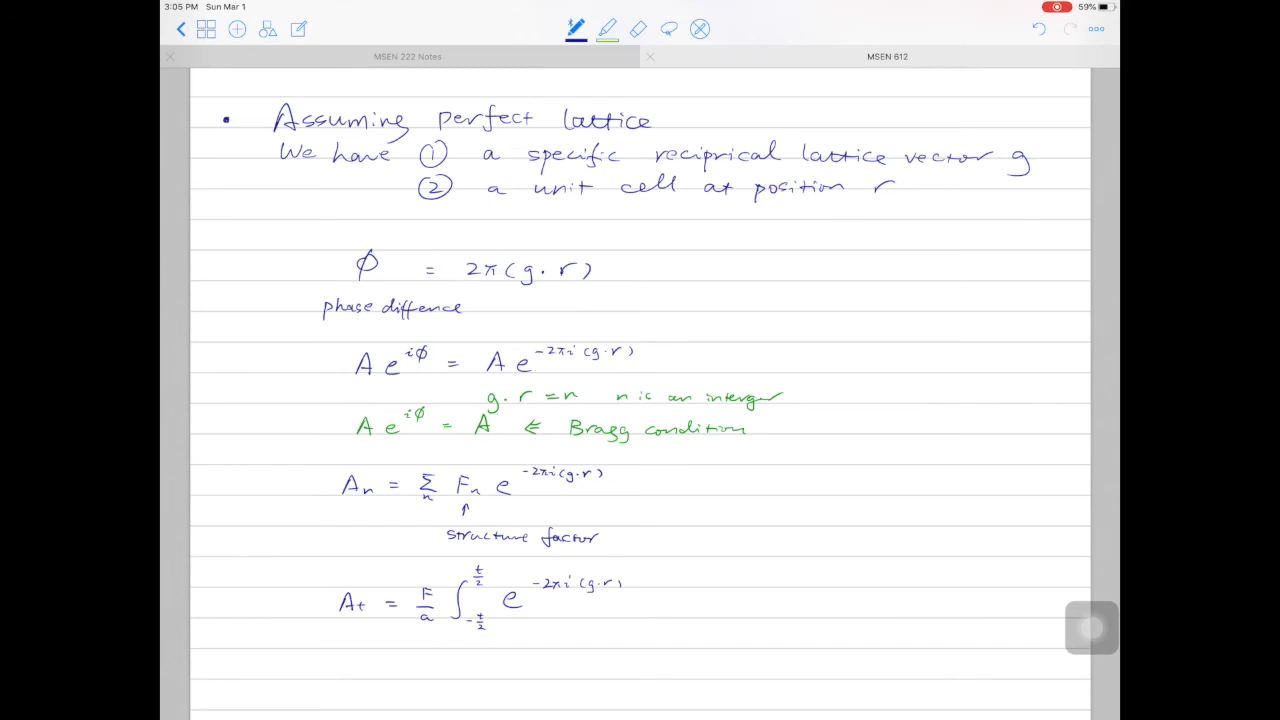 3:05 PM Sun Mar 1
59%
MSEN 222 Notes
MSEN 612
• Assuming perfect lattice
We have ① a specific reciprical lattice vector g
② a unit cell at position r
ϕ = 2π(g·r)
phase diffence
A e^{iϕ} = A e^{-2πi(g·r)}
g·r = n n is an interger
A e^{iϕ} = A ⇐ Bragg condition
A_n = Σ_n F_n e^{-2πi(g·r)}
↑
structure factor
A_t = F/a ∫_{-t/2}^{t/2} e^{-2πi(g·r)}